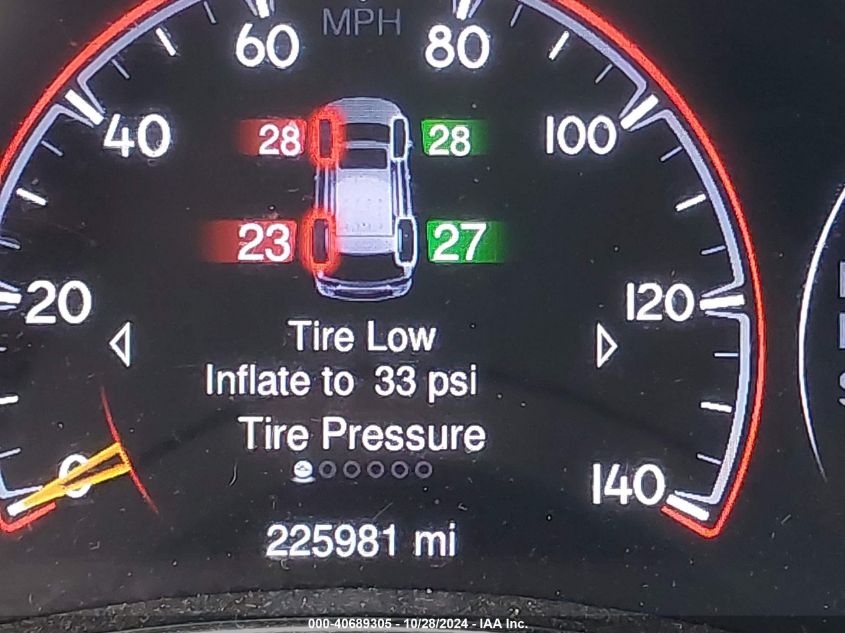 MPH
60 80
40 28 28 100
23 27
20 120
Tire Low
Inflate to 33 psi
Tire Pressure
0 140
225981 mi
000-40689305 - 10/28/2024 - IAA Inc.